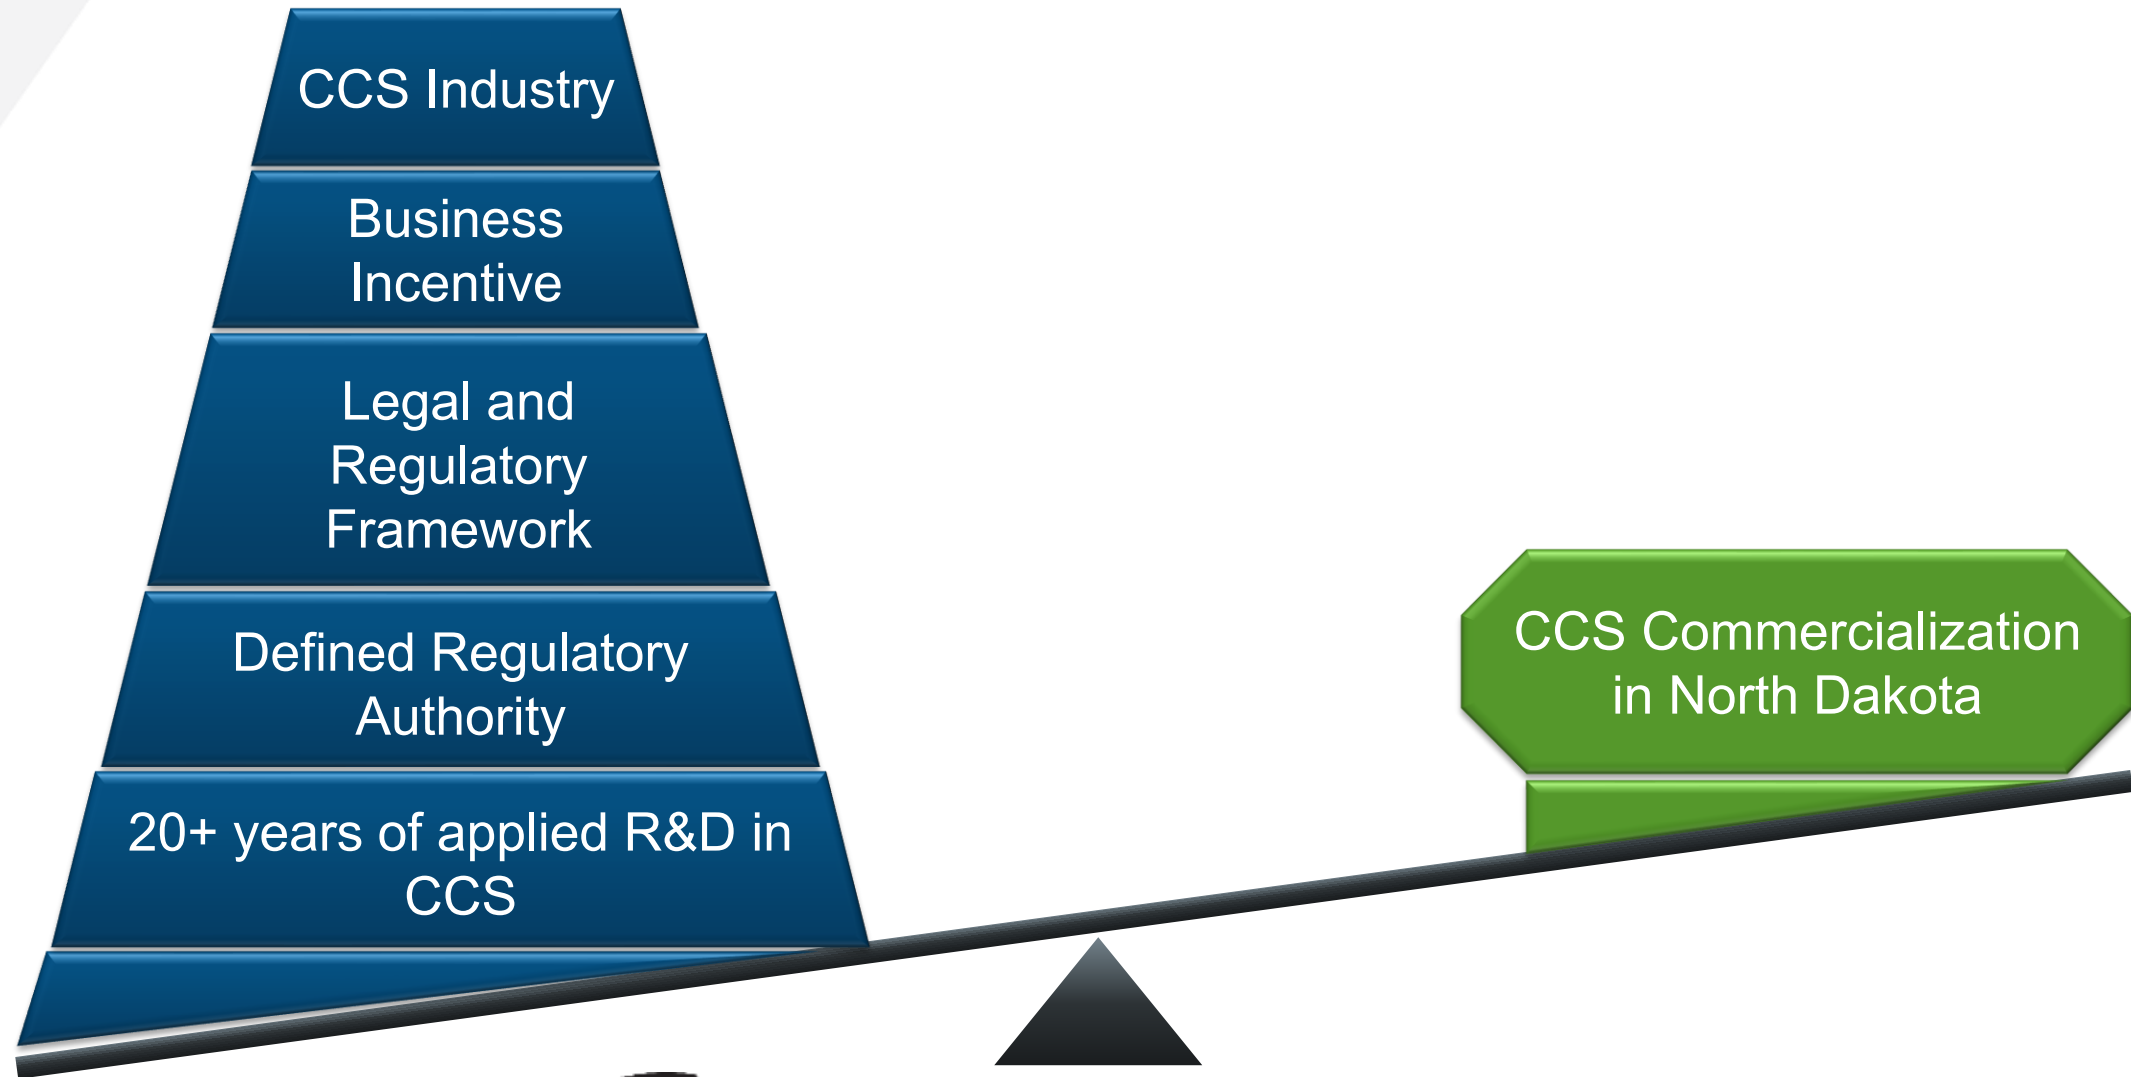 CCS Industry
Business
Incentive
Legal and
Regulatory
Framework
Defined Regulatory
Authority
20+ years of applied R&D in
CCS
CCS Commercialization
in North Dakota